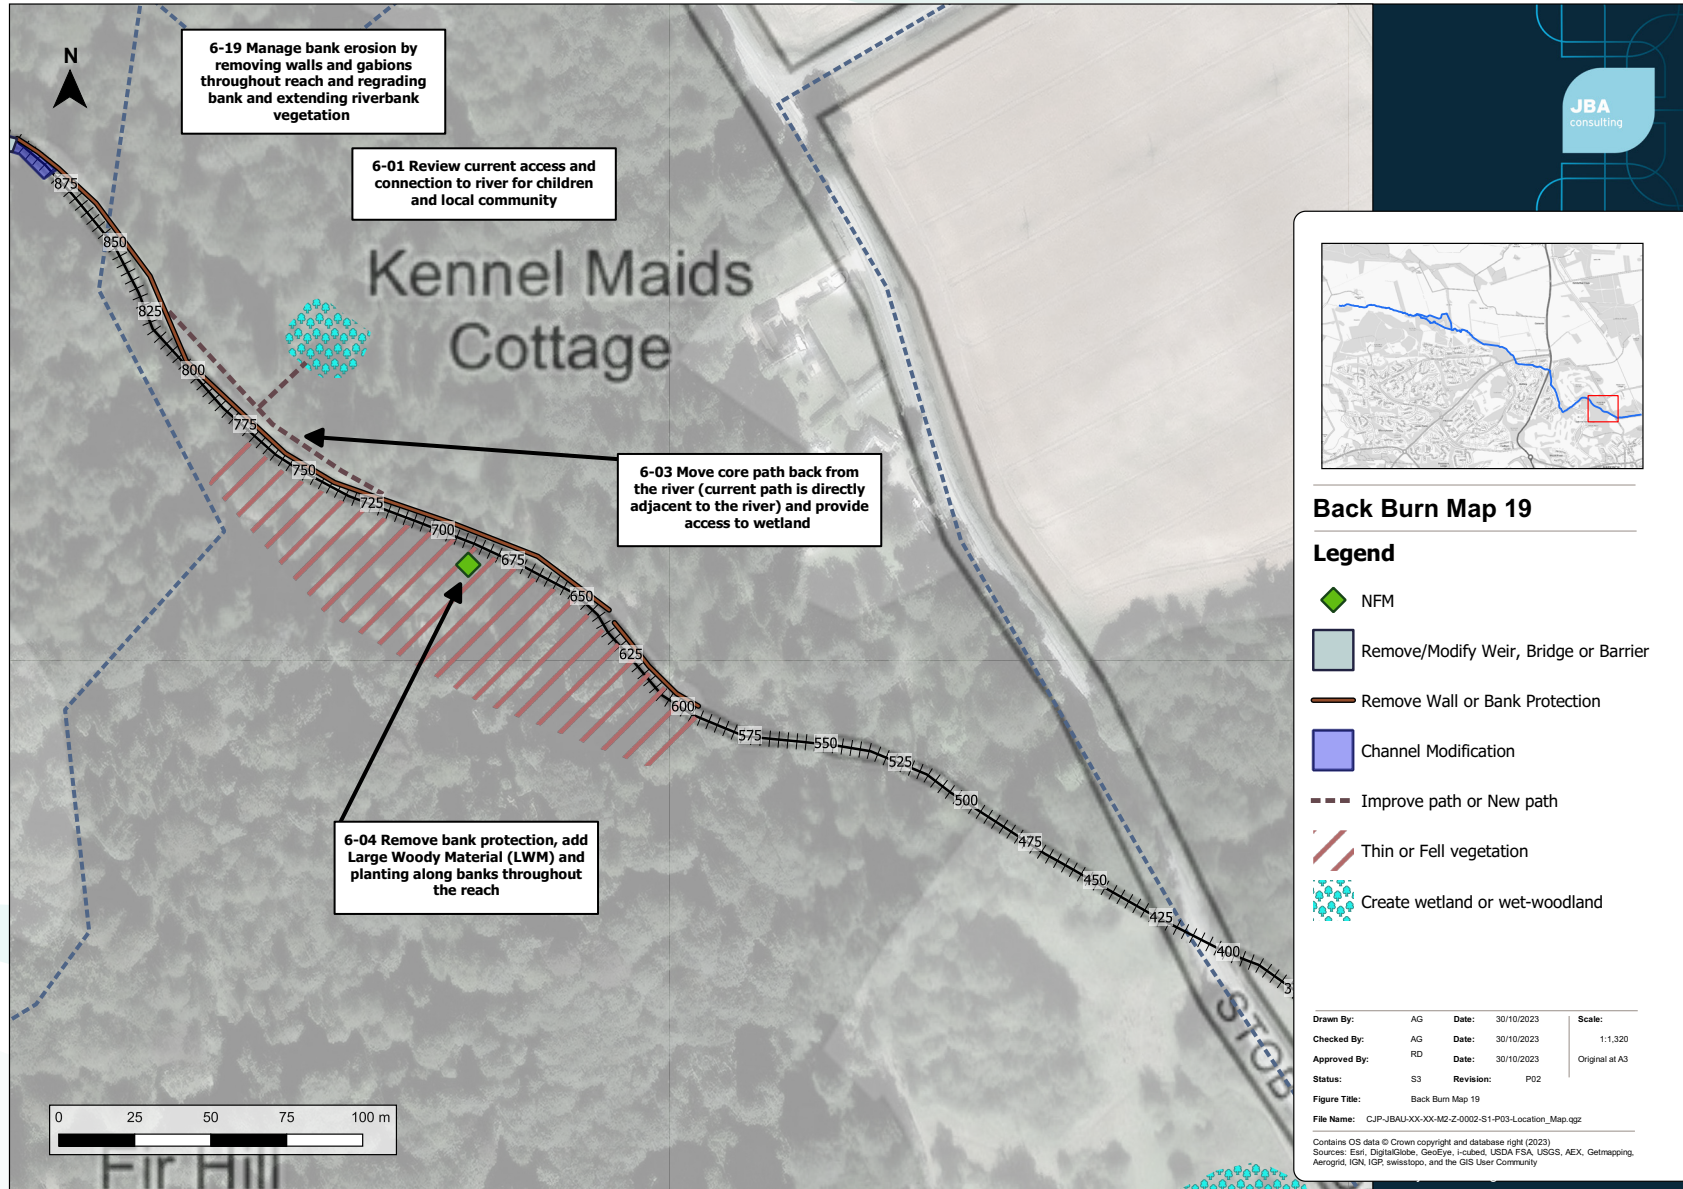 N
6-19 Manage bank erosion by
removing walls and gabions
throughout reach and regrading
bank and extending riverbank
vegetation
6-01 Review current access and
connection to river for children
and local community
Kennel Maids
Cottage
6-03 Move core path back from
the river (current path is directly
adjacent to the river) and provide
access to wetland
6-04 Remove bank protection, add
Large Woody Material (LWM) and
planting along banks throughout
the reach
875
850
825
800
775
750
725
700
675
650
625
600
575
550
525
500
475
450
425
400
STOB
Fir Hill
0 25 50 75 100 m
JBA
consulting
Back Burn Map 19
Legend
NFM
Remove/Modify Weir, Bridge or Barrier
Remove Wall or Bank Protection
Channel Modification
Improve path or New path
Thin or Fell vegetation
Create wetland or wet-woodland
Drawn By: AG Date: 30/10/2023 Scale:
Checked By: AG Date: 30/10/2023 1:1,320
Approved By: RD Date: 30/10/2023 Original at A3
Status: S3 Revision: P02
Figure Title: Back Burn Map 19
File Name: CJP-JBAU-XX-XX-M2-Z-0002-S1-P03-Location_Map.qgz
Contains OS data © Crown copyright and database right (2023)
Sources: Esri, DigitalGlobe, GeoEye, i-cubed, USDA FSA, USGS, AEX, Getmapping,
Aerogrid, IGN, IGP, swisstopo, and the GIS User Community